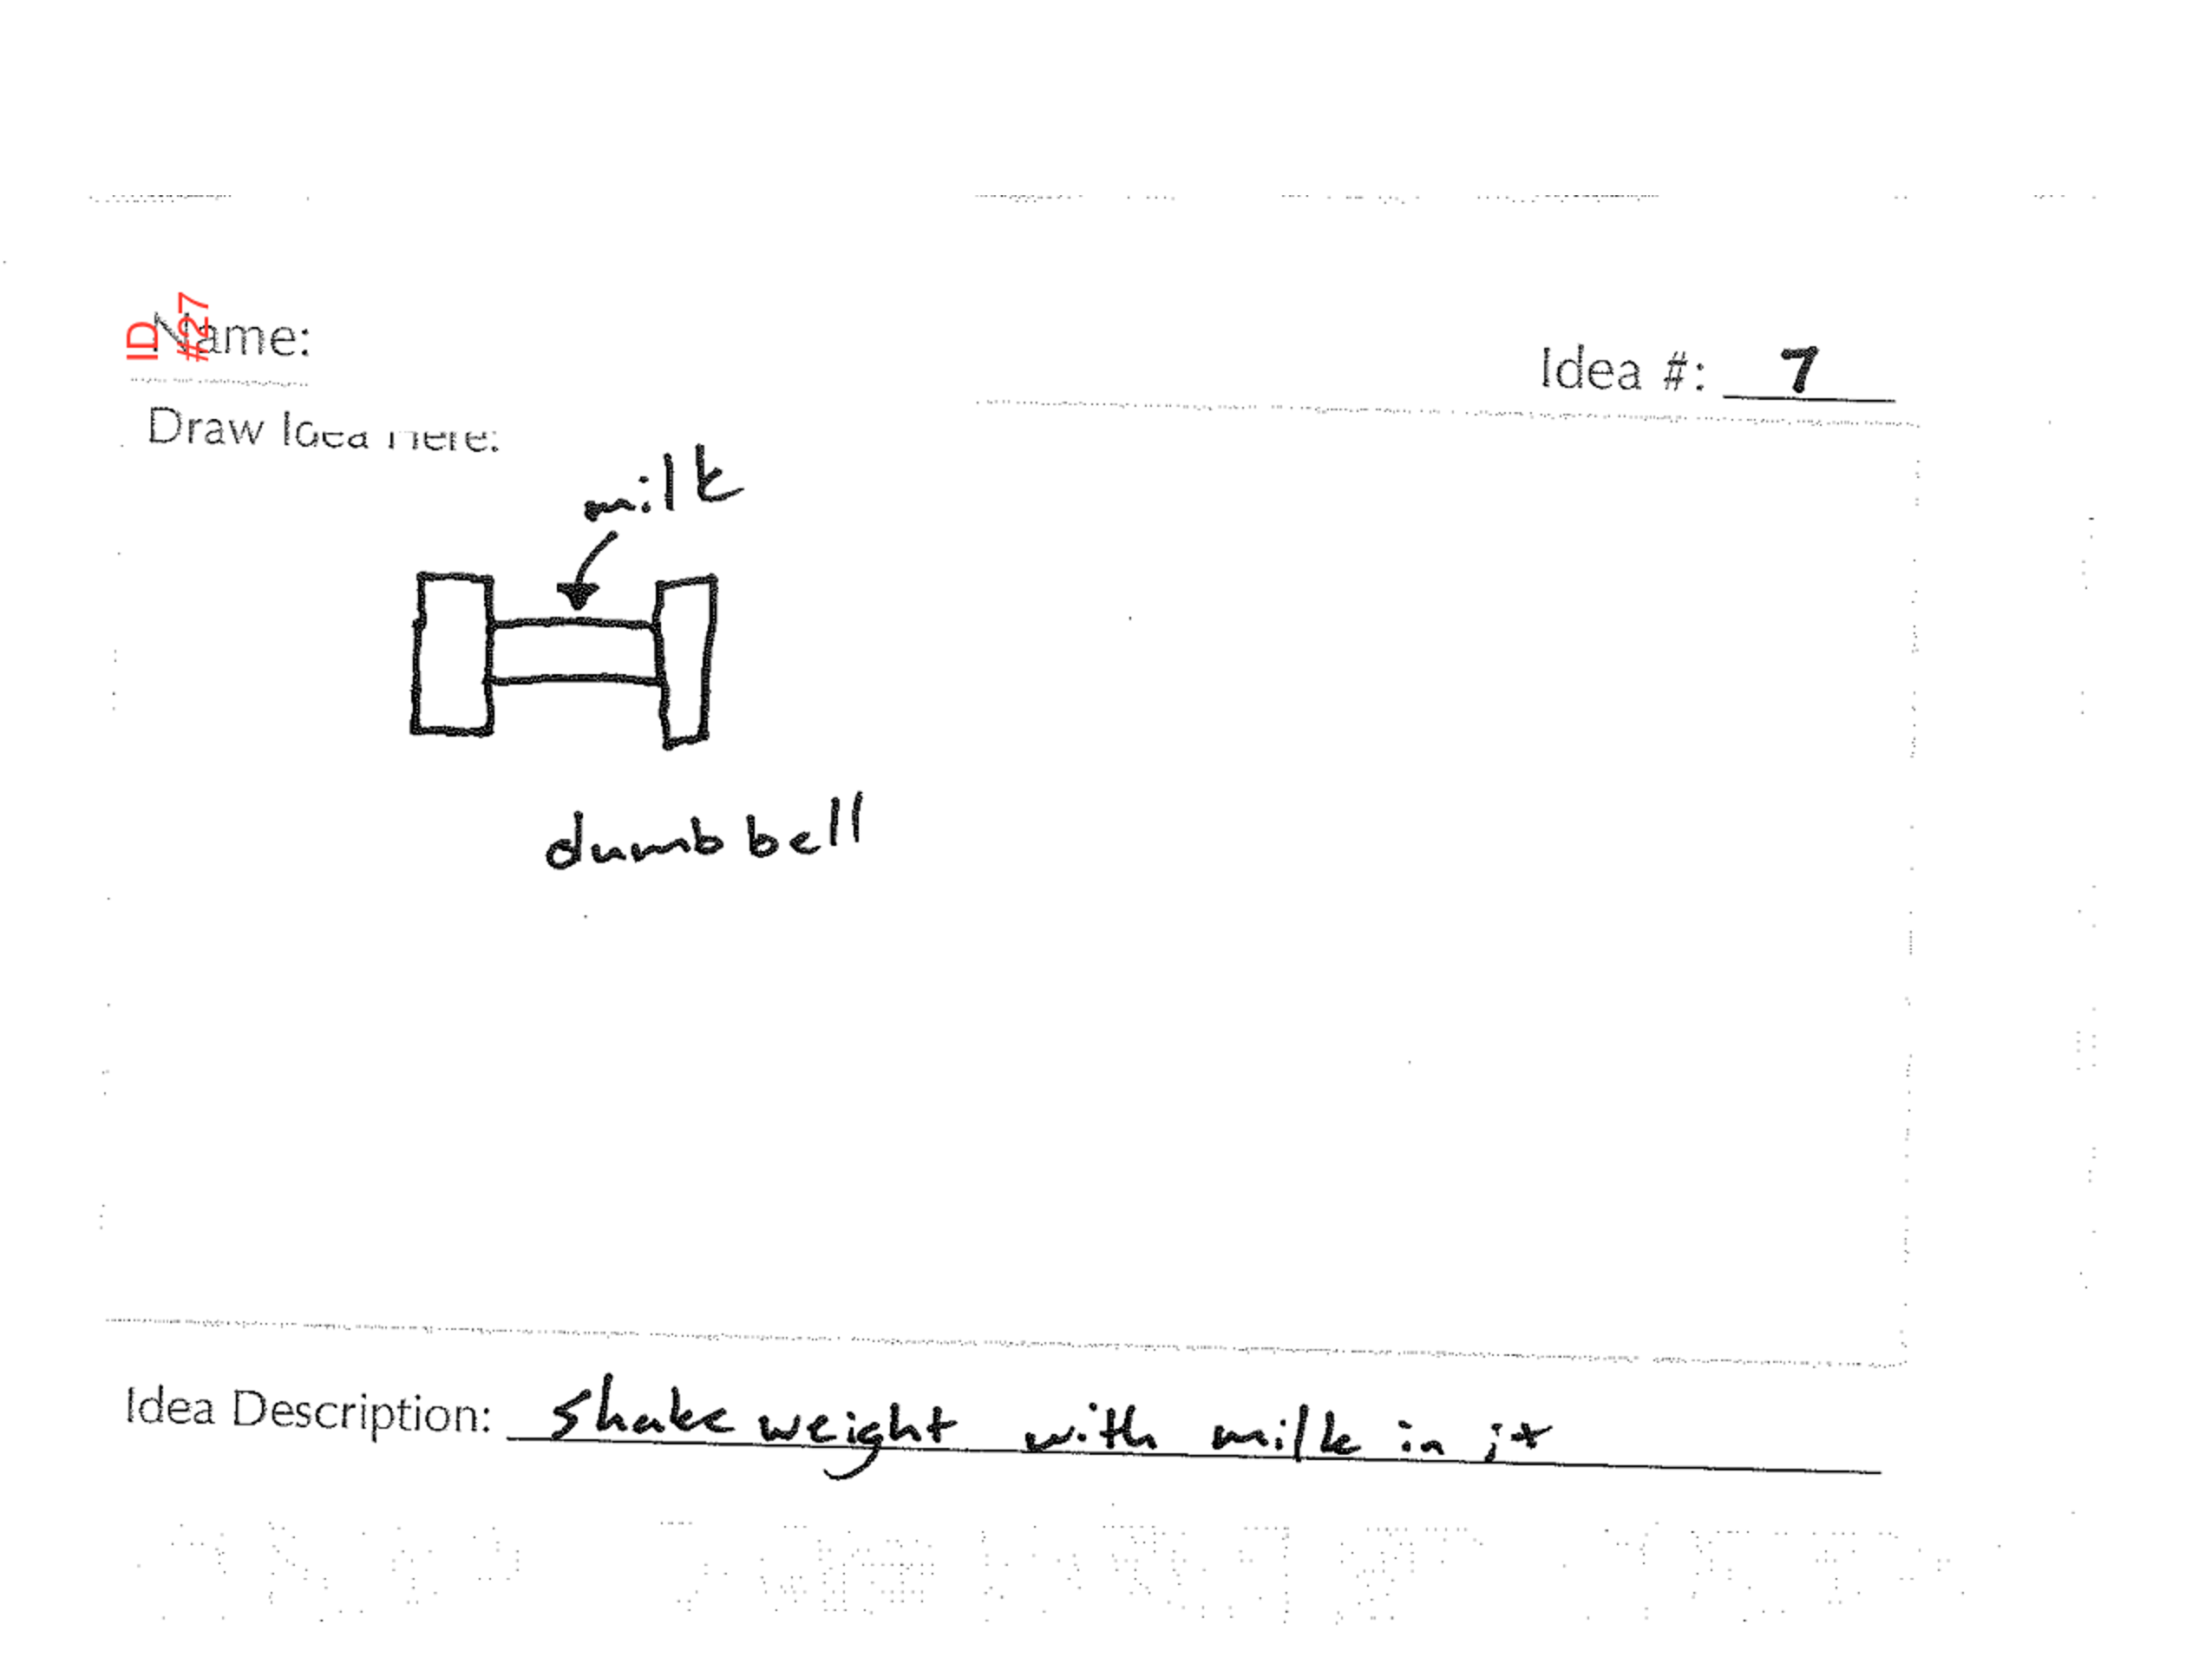 ID
#27
Name:
Idea #: 7
Draw Idea Here:
milk
dumbbell
Idea Description: Shake weight with milk in it